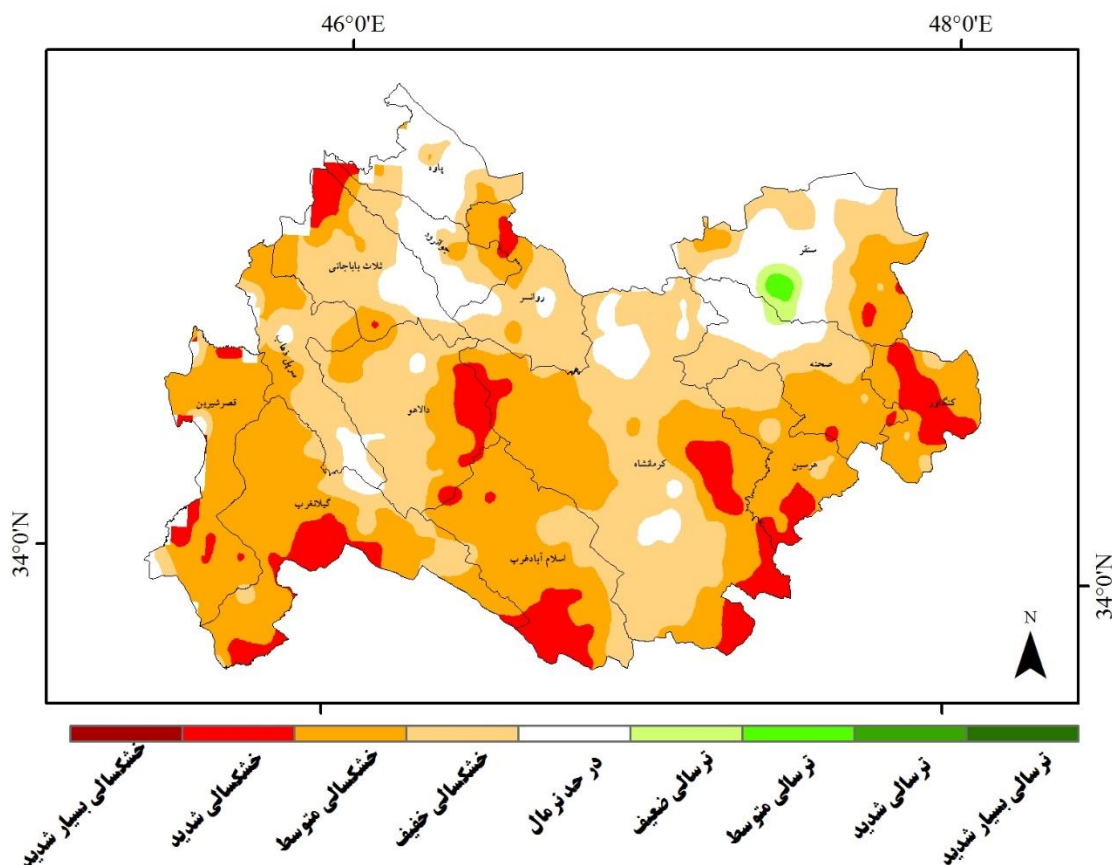 46°0'E
48°0'E
پاوه
سنقر
جوانرود
ثلاث باباجانی
روانسر
صحنه
سرپل ذهاب
کنگاور
قصرشیرین
دالاهو
کرمانشاه
هرسین
گیلانغرب
اسلام آبادغرب
34°0'N
34°0'N
N
خشکسالی بسیار شدید
خشکسالی شدید
خشکسالی متوسط
خشکسالی خفیف
در حد نرمال
ترسالی ضعیف
ترسالی متوسط
ترسالی شدید
ترسالی بسیار شدید